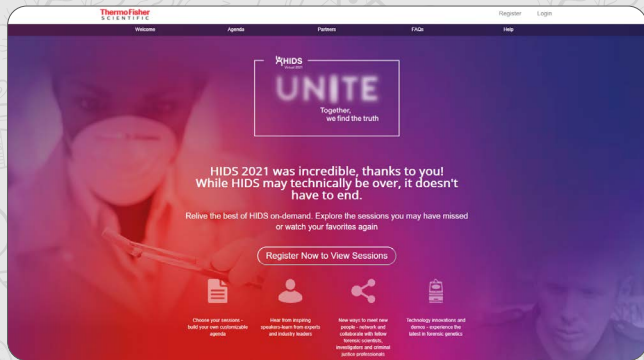 ThermoFisher
SCIENTIFIC
Register Login
Welcome Agenda Partners FAQs Help
HIDS
Virtual 2021
UNITE
Together,
we find the truth
HIDS 2021 was incredible, thanks to you!
While HIDS may technically be over, it doesn't
have to end.
Relive the best of HIDS on-demand. Explore the sessions you may have missed
or watch your favorites again
Register Now to View Sessions
Choose your sessions -
build your own customizable
agenda
Hear from inspiring
speakers-learn from experts
and industry leaders
New ways to meet new
people - network and
collaborate with fellow
forensic scientists,
investigators and criminal
justice professionals
Technology innovations and
demos - experience the
latest in forensic genetics